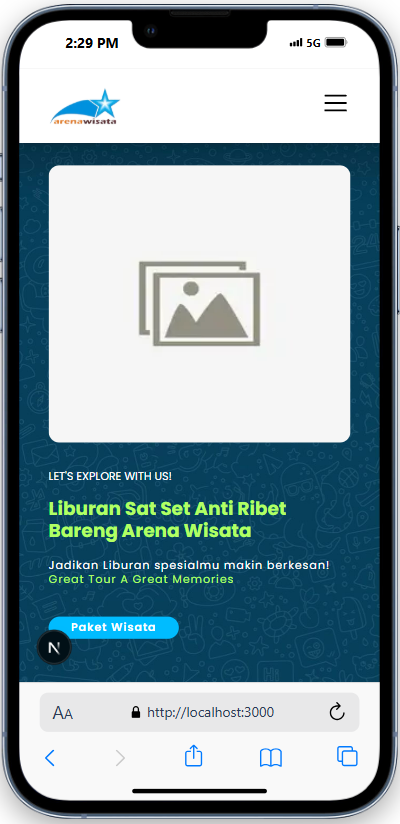 2:29 PM
5G
arenawisata
LET'S EXPLORE WITH US!
Liburan Sat Set Anti Ribet
Bareng Arena Wisata
Jadikan Liburan spesialmu makin berkesan!
Great Tour A Great Memories
Paket Wisata
N
AA
http://localhost:3000